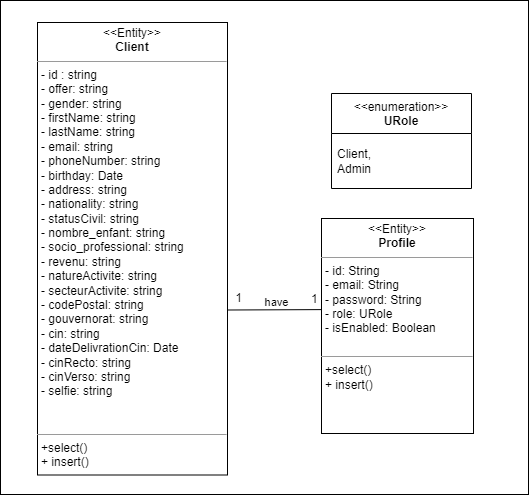 <<Entity>>
Client
- id : string
- offer: string
- gender: string
- firstName: string
- lastName: string
- email: string
- phoneNumber: string
- birthday: Date
- address: string
- nationality: string
- statusCivil: string
- nombre_enfant: string
- socio_professional: string
- revenu: string
- natureActivite: string
- secteurActivite: string
- codePostal: string
- gouvernorat: string
- cin: string
- dateDelivrationCin: Date
- cinRecto: string
- cinVerso: string
- selfie: string
+select()
+ insert()
1
have
1
<<enumeration>>
URole
Client,
Admin
<<Entity>>
Profile
- id: String
- email: String
- password: String
- role: URole
- isEnabled: Boolean
+select()
+ insert()